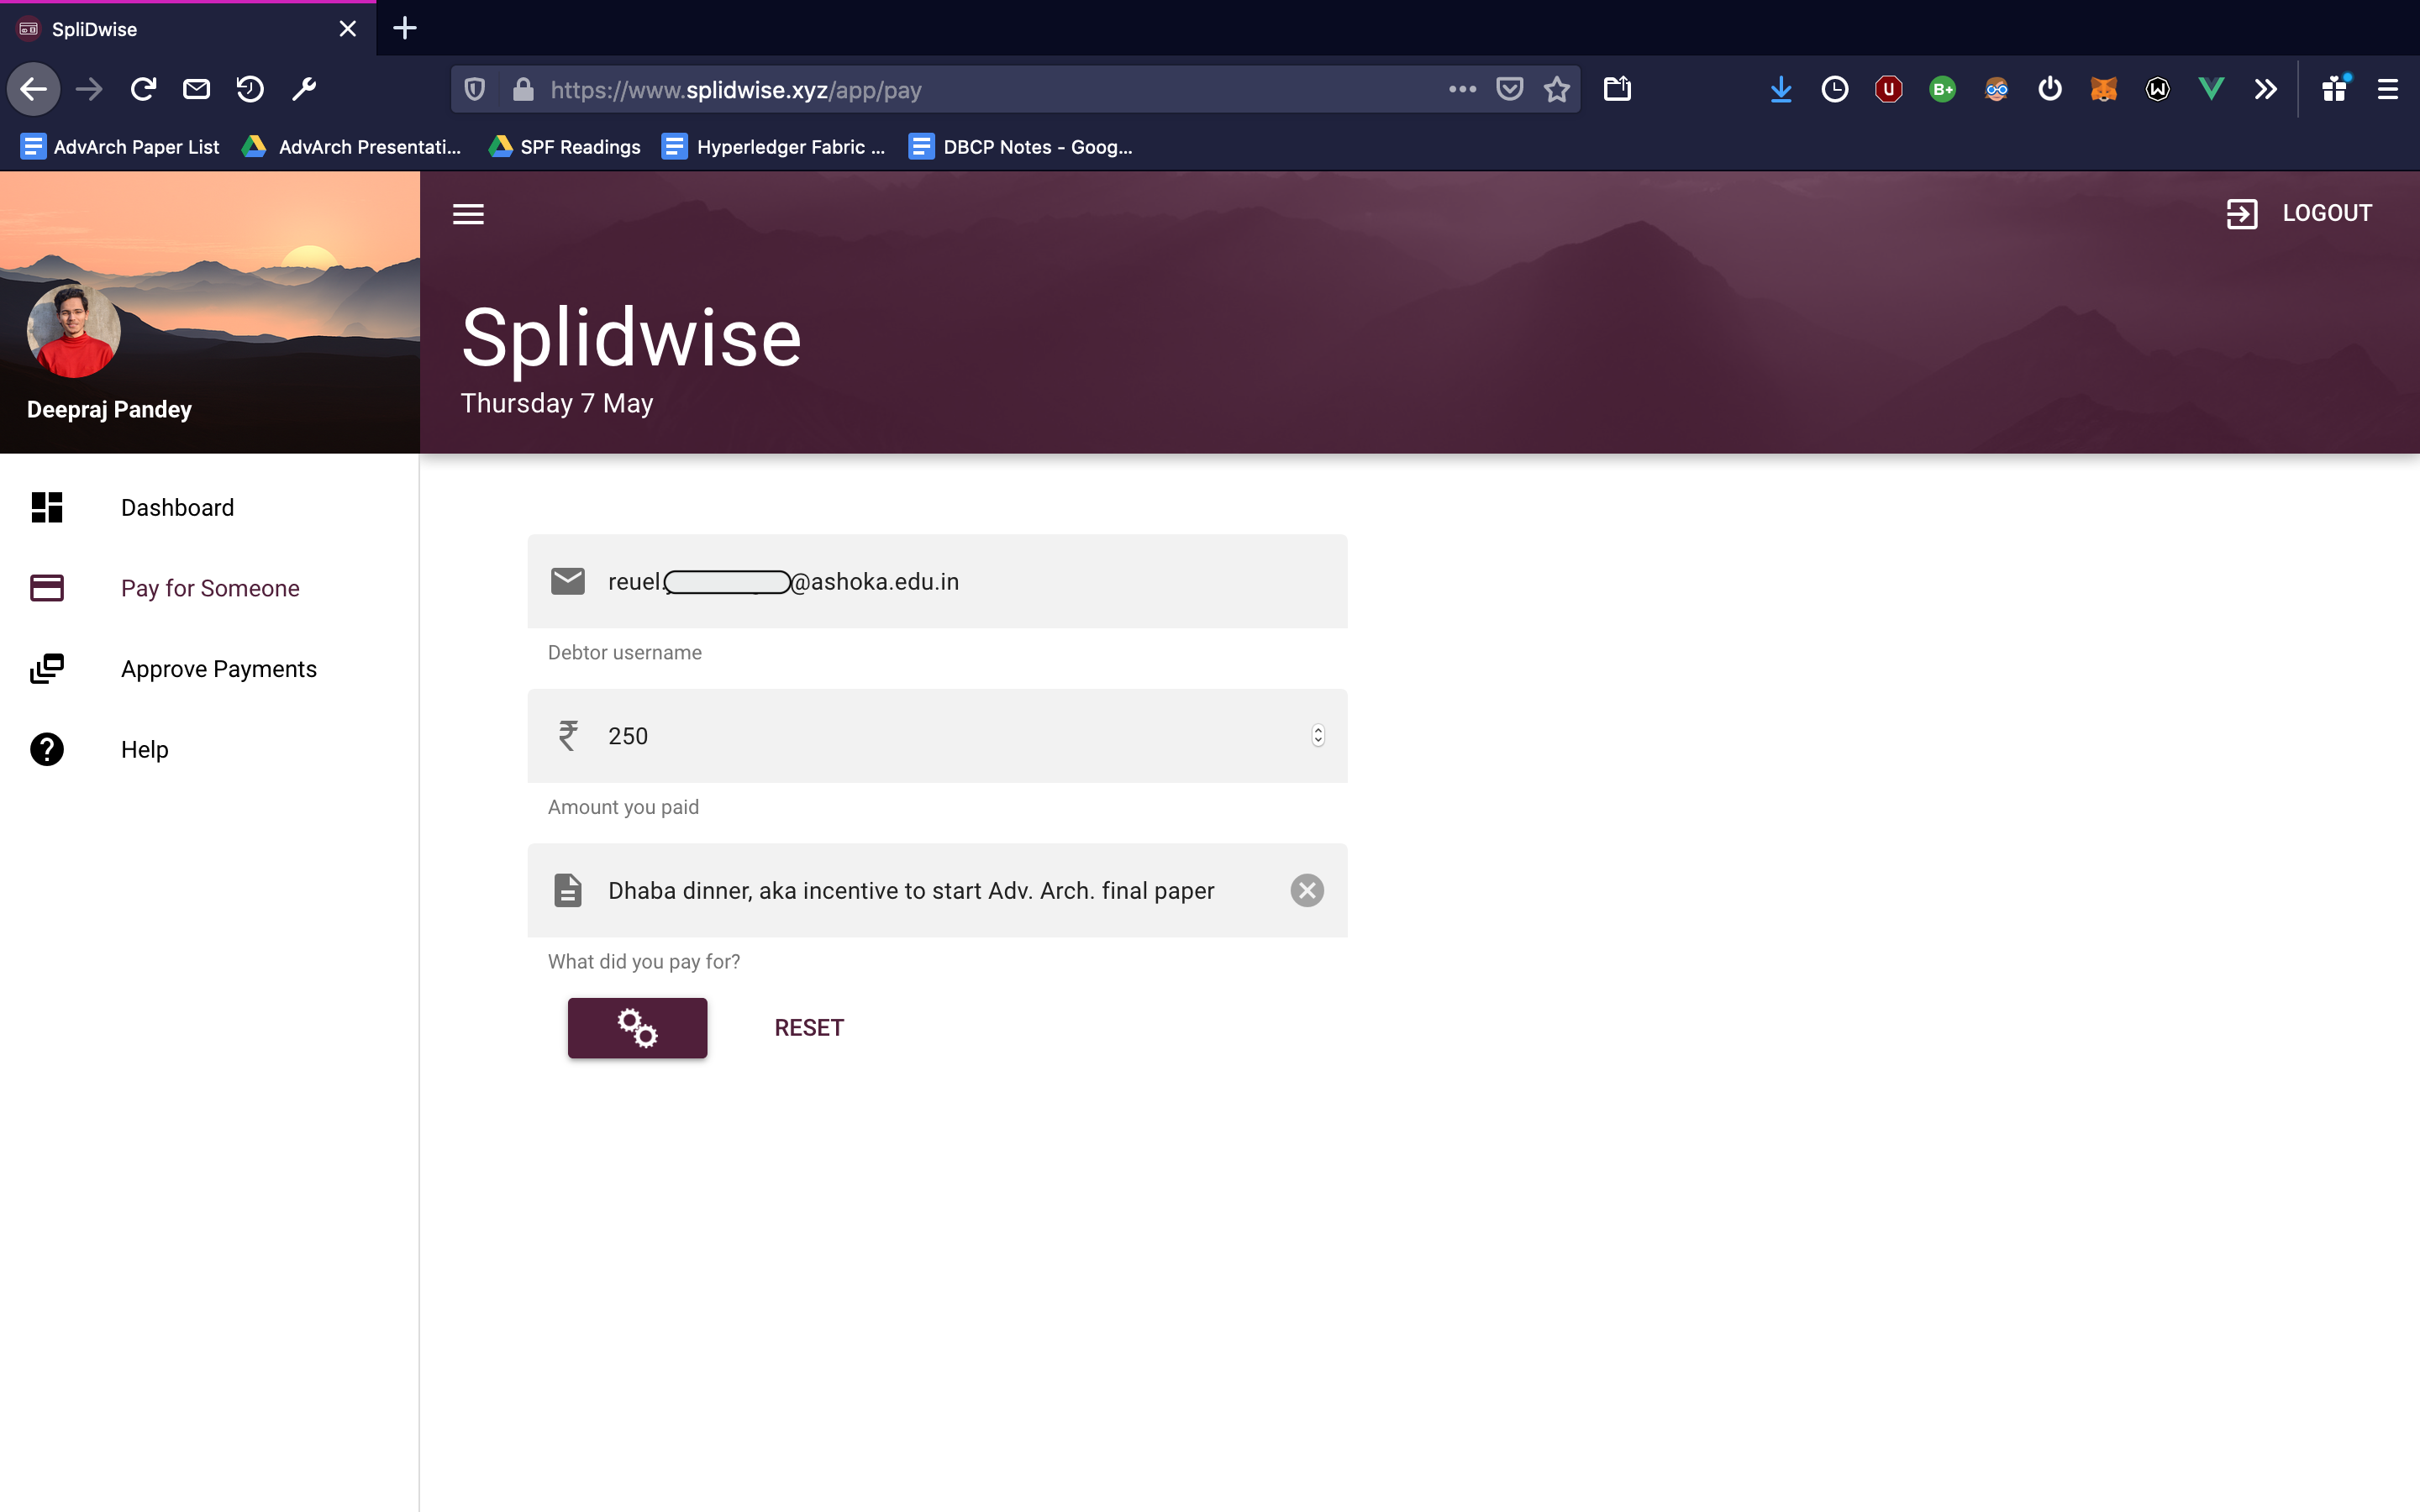 SpliDwise
https://www.splidwise.xyz/app/pay
AdvArch Paper List
AdvArch Presentati...
SPF Readings
Hyperledger Fabric ...
DBCP Notes - Goog...
LOGOUT
Splidwise
Thursday 7 May
Deepraj Pandey
Dashboard
Pay for Someone
Approve Payments
Help
reuel. @ashoka.edu.in
Debtor username
₹ 250
Amount you paid
Dhaba dinner, aka incentive to start Adv. Arch. final paper
What did you pay for?
RESET